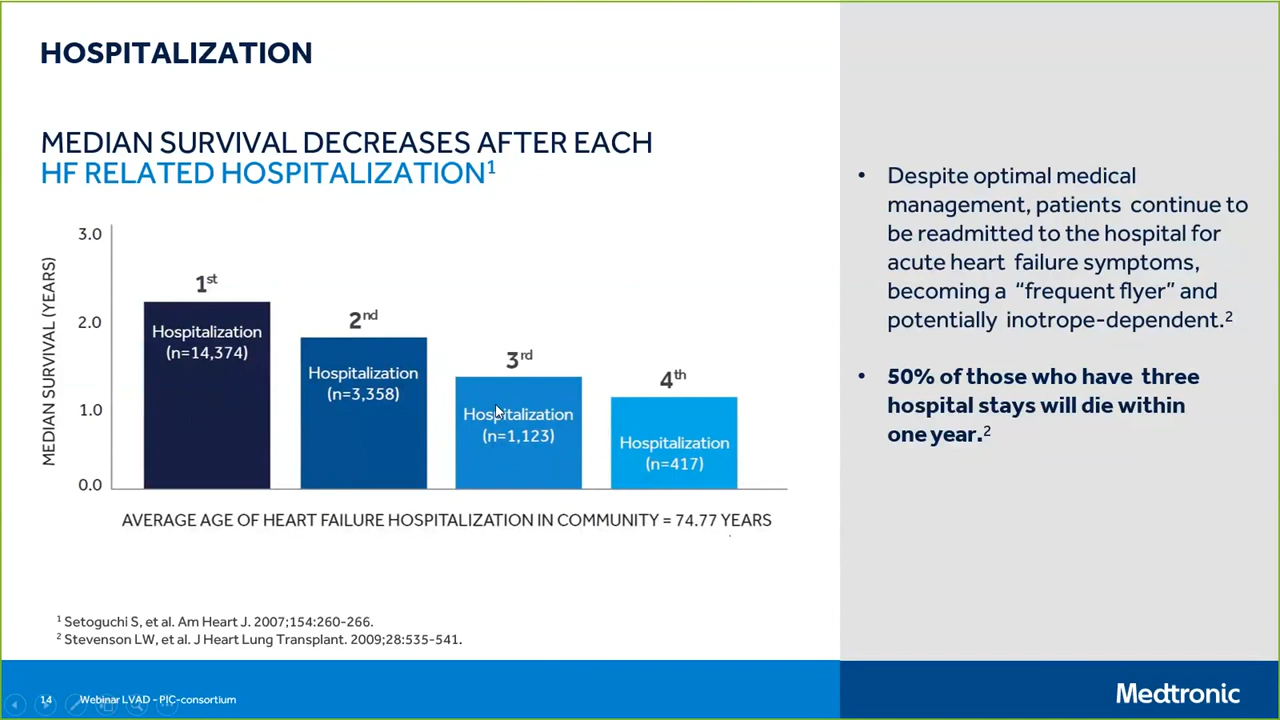 HOSPITALIZATION
MEDIAN SURVIVAL DECREASES AFTER EACH
HF RELATED HOSPITALIZATION¹
MEDIAN SURVIVAL (YEARS)
3.0
2.0
1.0
0.0
1st
Hospitalization
(n=14,374)
2nd
Hospitalization
(n=3,358)
3rd
Hospitalization
(n=1,123)
4th
Hospitalization
(n=417)
AVERAGE AGE OF HEART FAILURE HOSPITALIZATION IN COMMUNITY = 74.77 YEARS
• Despite optimal medical
management, patients continue to
be readmitted to the hospital for
acute heart failure symptoms,
becoming a “frequent flyer” and
potentially inotrope-dependent.²
• 50% of those who have three
hospital stays will die within
one year.²
¹ Setoguchi S, et al. Am Heart J. 2007;154:260-266.
² Stevenson LW, et al. J Heart Lung Transplant. 2009;28:535-541.
14 Webinar LVAD - PIC-consortium
Medtronic